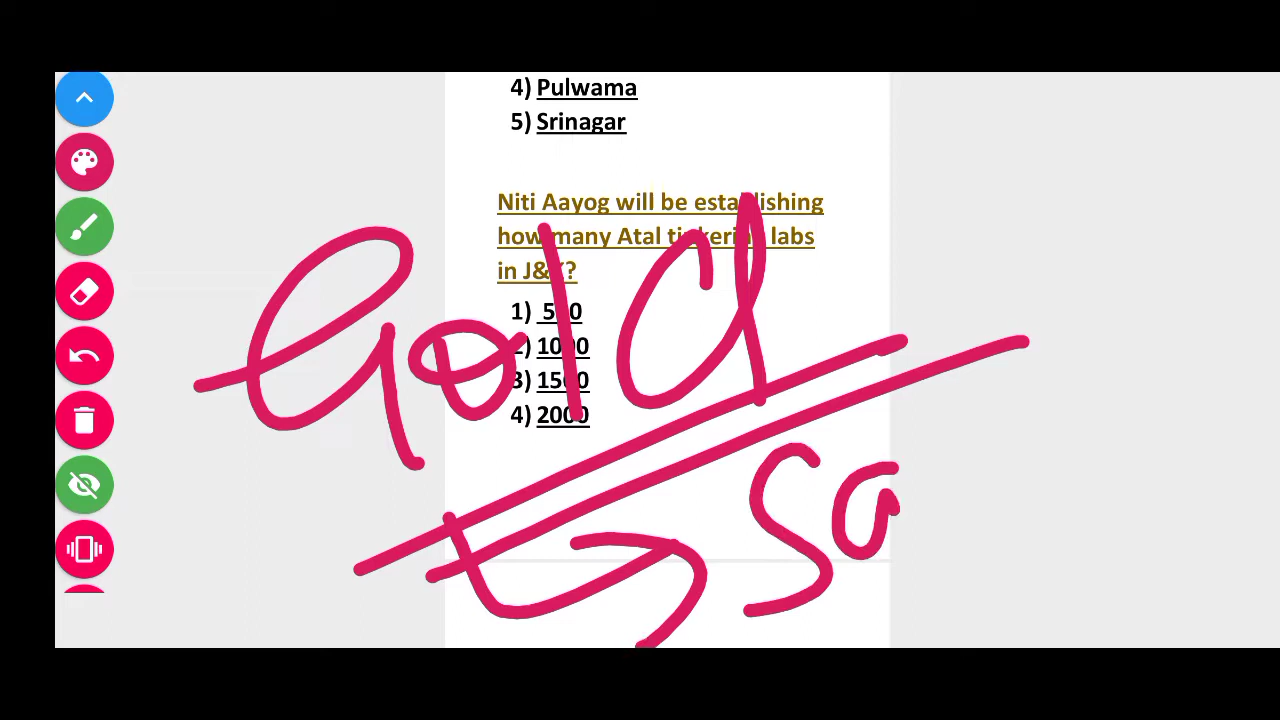 4) Pulwama
5) Srinagar
Niti Aayog will be establishing
how many Atal tinkering labs
in J&K?
1) 500
2) 1000
3) 1500
4) 2000
Gold
Sa